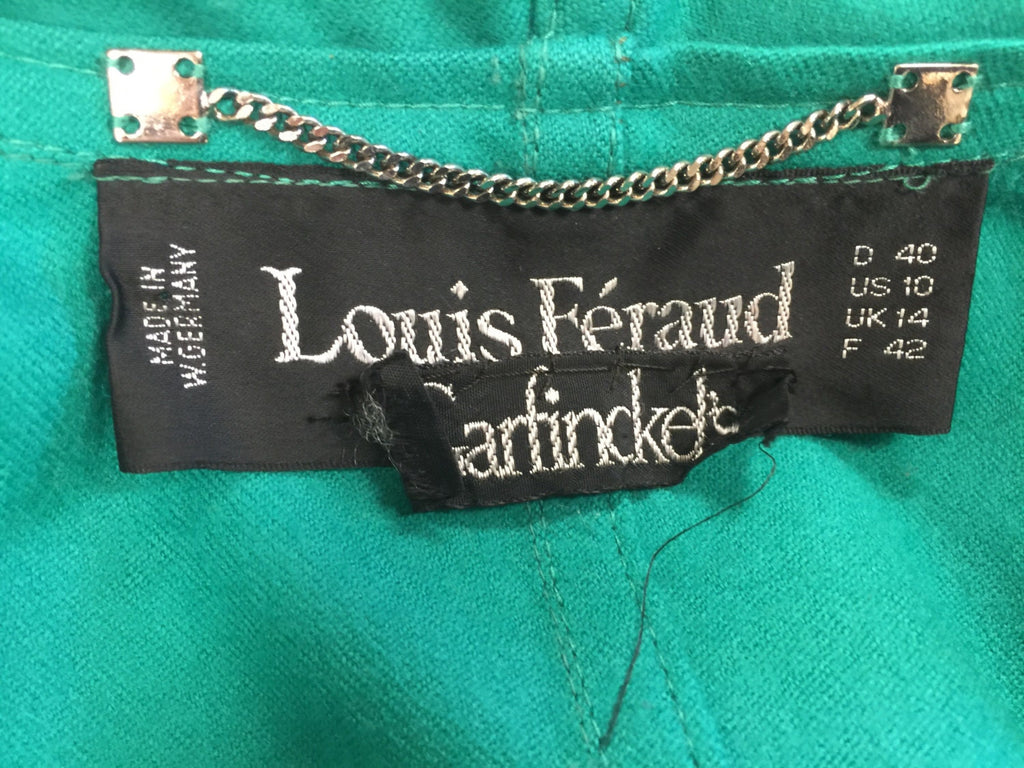 MADE IN
W.GERMANY
Louis Féraud
Garfinckel's
D 40
US 10
UK 14
F 42